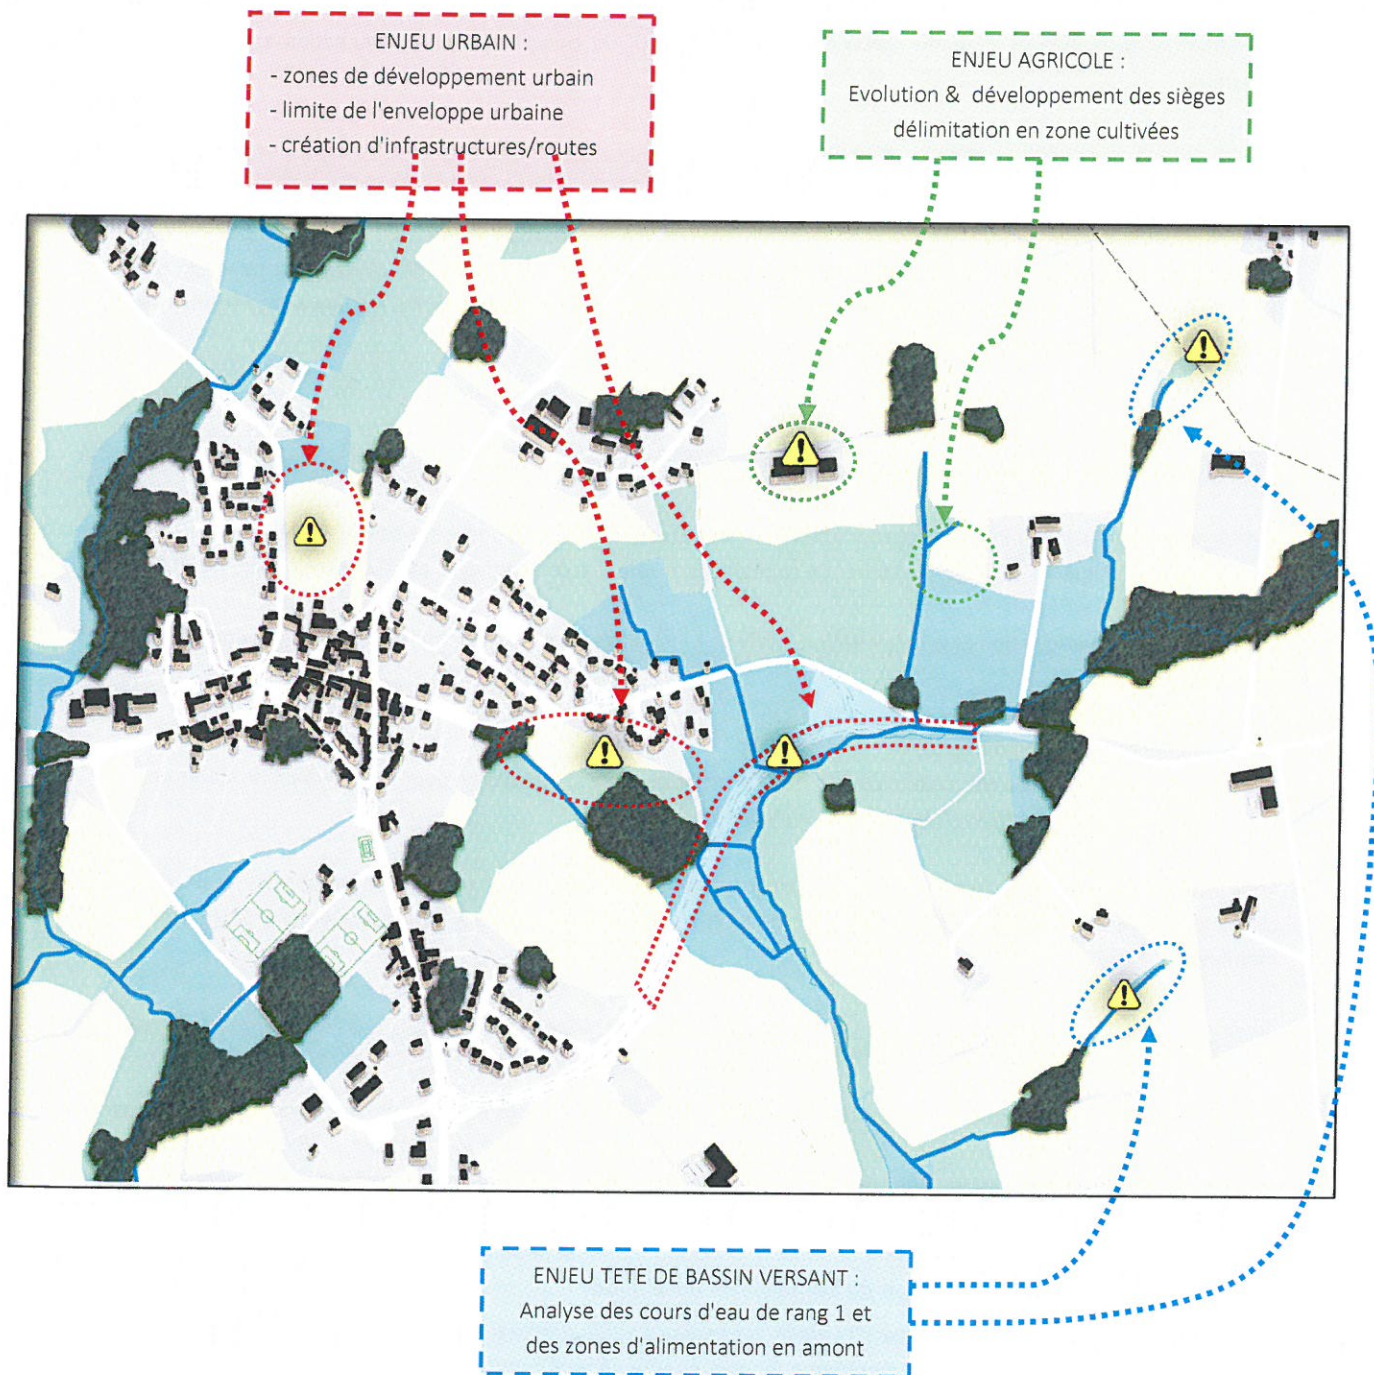 ENJEU URBAIN :
- zones de développement urbain
- limite de l'enveloppe urbaine
- création d'infrastructures/routes
ENJEU AGRICOLE :
Evolution & développement des sièges
délimitation en zone cultivées
ENJEU TETE DE BASSIN VERSANT :
Analyse des cours d'eau de rang 1 et
des zones d'alimentation en amont